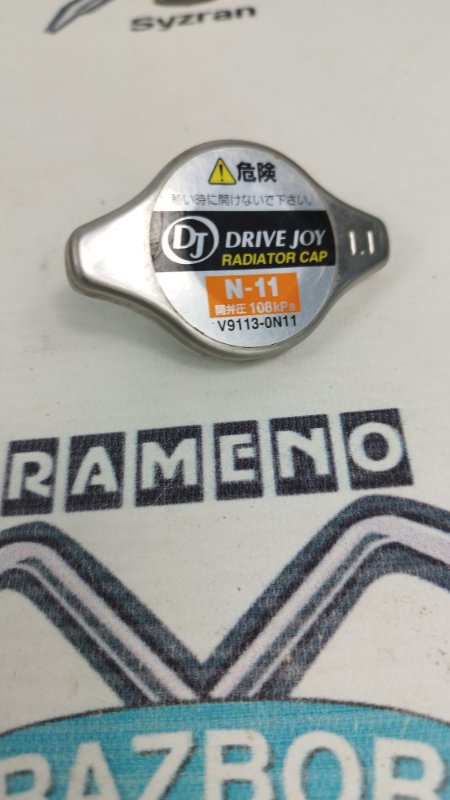 Syzran
危険
熱い時に開けないで下さい。
DJ DRIVE JOY
RADIATOR CAP
N-11
開弁圧 108kPa
V9113-0N11
1.1
RAMENO
RAZBOR